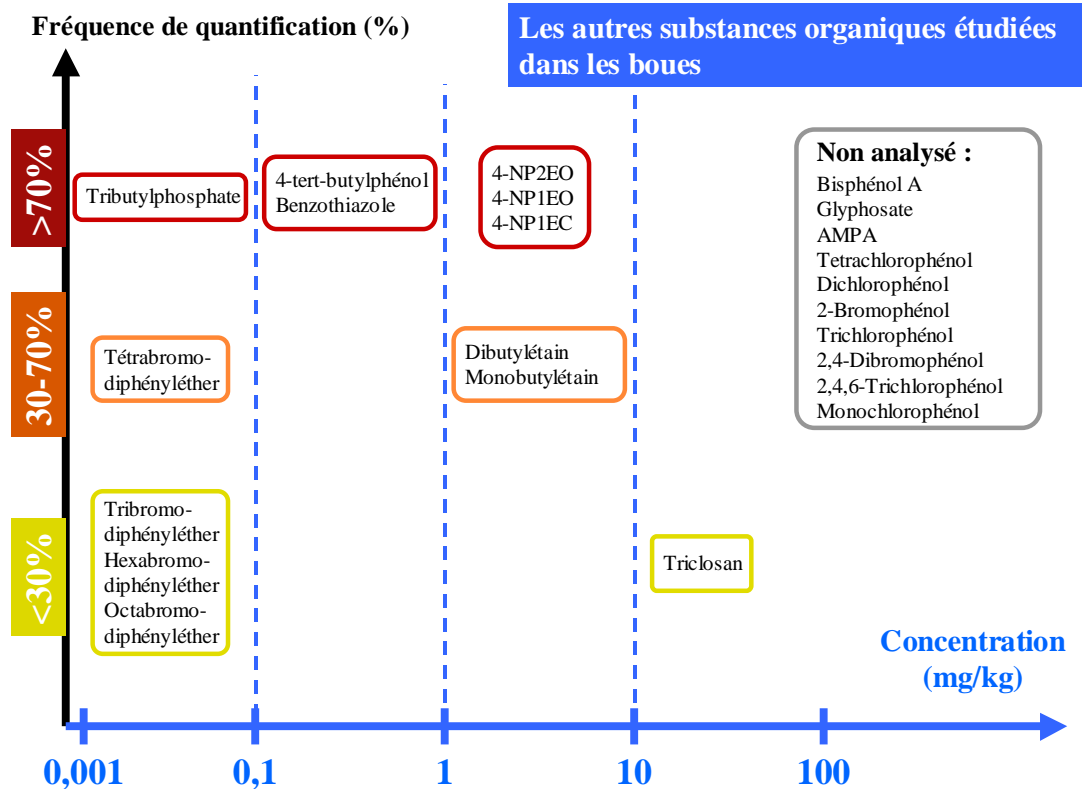 Fréquence de quantification (%)
Les autres substances organiques étudiées
dans les boues
>70%
Tributylphosphate
4-tert-butylphénol
Benzothiazole
4-NP2EO
4-NP1EO
4-NP1EC
Non analysé :
Bisphénol A
Glyphosate
AMPA
Tetrachlorophénol
Dichlorophénol
2-Bromophénol
Trichlorophénol
2,4-Dibromophénol
2,4,6-Trichlorophénol
Monochlorophénol
30-70%
Tétrabromo-
diphényléther
Dibutylétain
Monobutylétain
<30%
Tribromo-
diphényléther
Hexabromo-
diphényléther
Octabromo-
diphényléther
Triclosan
Concentration
(mg/kg)
0,001
0,1
1
10
100